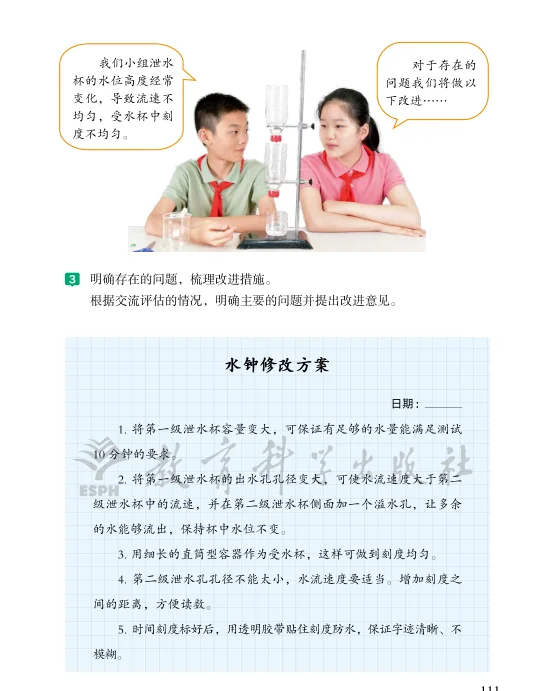 我们小组泄水
杯的水位高度经常
变化，导致流速不
均匀，受水杯中刻
度不均匀。
对于存在的
问题我们将做以
下改进……
3 明确存在的问题，梳理改进措施。
根据交流评估的情况，明确主要的问题并提出改进意见。
水钟修改方案
日期：
1. 将第一级泄水杯容量变大，可保证有足够的水量能满足测试
10 分钟的要求。
2. 将第一级泄水杯的出水孔孔径变大，可使水流速度大于第二
级泄水杯中的流速，并在第二级泄水杯侧面加一个溢水孔，让多余
的水能够流出，保持杯中水位不变。
3. 用细长的直筒型容器作为受水杯，这样可做到刻度均匀。
4. 第二级泄水孔孔径不能太小，水流速度要适当。增加刻度之
间的距离，方便读数。
5. 时间刻度标好后，用透明胶带贴住刻度防水，保证字迹清晰、不
模糊。
ESPH 教育科学出版社
111